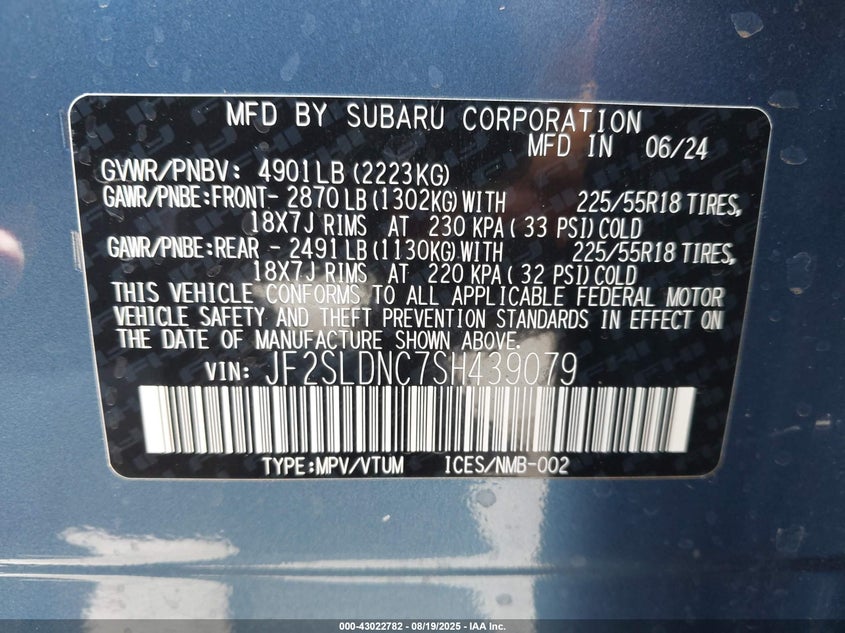 MFD BY SUBARU CORPORATION
MFD IN 06/24
GVWR/PNBV: 4901LB (2223KG)
GAWR/PNBE:FRONT- 2870 LB (1302KG) WITH 225/55R18 TIRES,
18X7J RIMS AT 230 KPA ( 33 PSI) COLD
GAWR/PNBE:REAR - 2491 LB (1130KG) WITH 225/55R18 TIRES,
18X7J RIMS AT 220 KPA ( 32 PSI) COLD
THIS VEHICLE CONFORMS TO ALL APPLICABLE FEDERAL MOTOR
VEHICLE SAFETY AND THEFT PREVENTION STANDARDS IN EFFECT ON
THE DATE OF MANUFACTURE SHOWN ABOVE.
VIN: JF2SLDNC7SH439079
TYPE:MPV/VTUM ICES/NMB-002
000-43022782 - 08/19/2025 - IAA Inc.